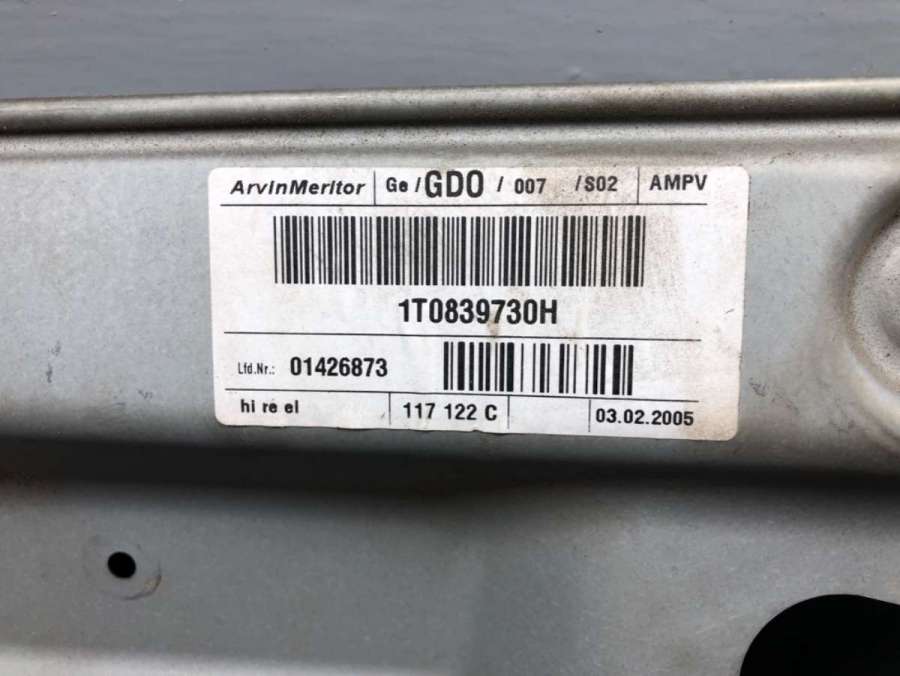 ArvinMeritor Ge / GDO / 007 / S02 AMPV
1T0839730H
Lfd.Nr.: 01426873
hi re el 117 122 C 03.02.2005